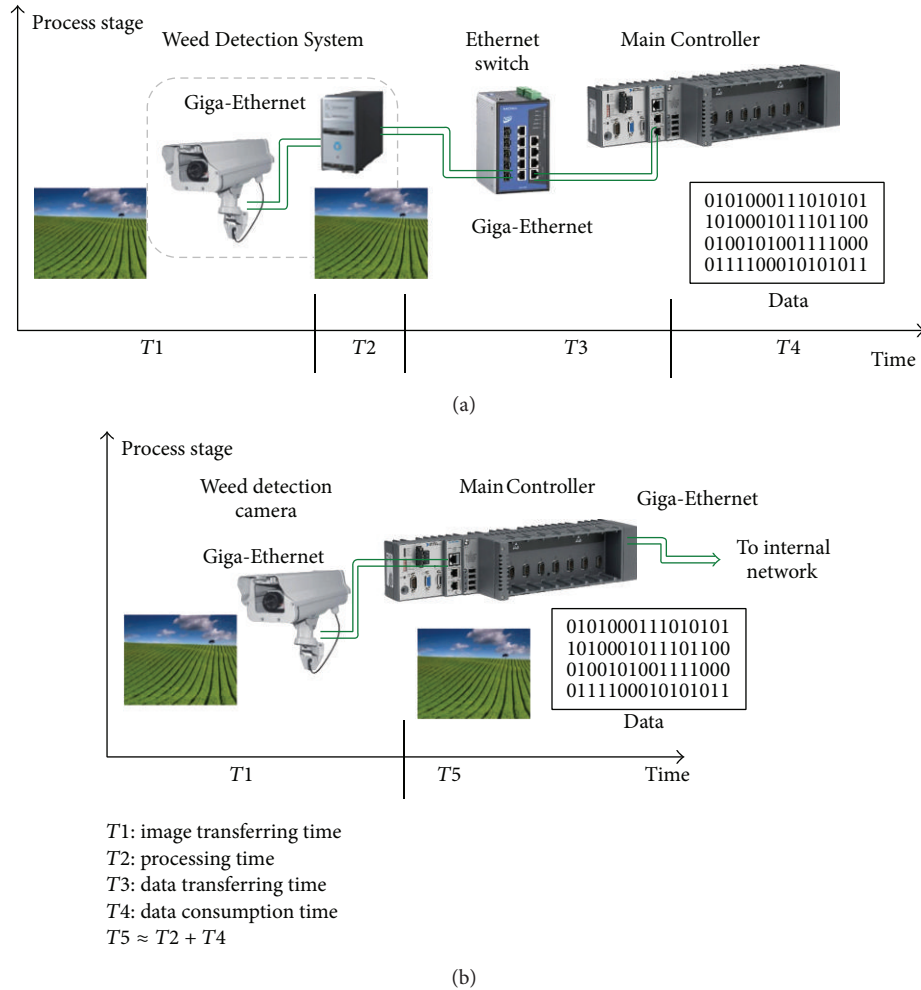 Process stage
Weed Detection System
Ethernet
switch
Main Controller
Giga-Ethernet
Giga-Ethernet
0101000111010101
1010001011101100
0100101001111000
0111100010101011
Data
T1
T2
T3
T4
Time
(a)
Process stage
Weed detection
camera
Main Controller
Giga-Ethernet
Giga-Ethernet
To internal
network
0101000111010101
1010001011101100
0100101001111000
0111100010101011
Data
T1
T5
Time
T1: image transferring time
T2: processing time
T3: data transferring time
T4: data consumption time
T5 ≈ T2 + T4
(b)